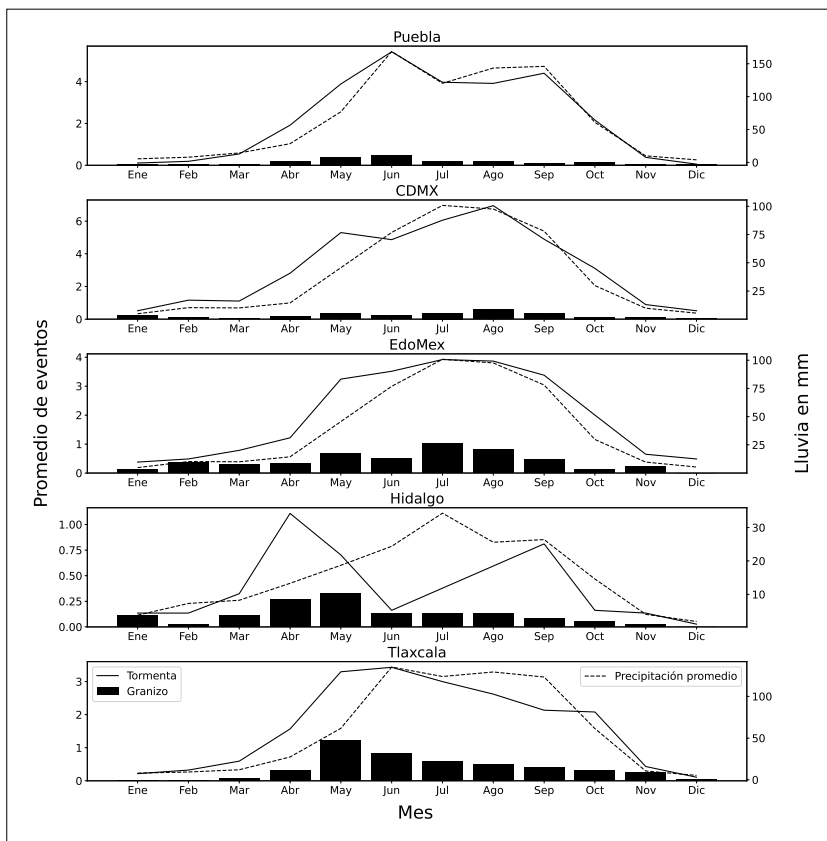 Puebla
4
2
0
150
100
50
0
Ene Feb Mar Abr May Jun Jul Ago Sep Oct Nov Dic
CDMX
6
4
2
0
100
75
50
25
Ene Feb Mar Abr May Jun Jul Ago Sep Oct Nov Dic
EdoMex
4
3
2
1
0
100
75
50
25
Ene Feb Mar Abr May Jun Jul Ago Sep Oct Nov Dic
Promedio de eventos
Lluvia en mm
Hidalgo
1.00
0.75
0.50
0.25
0.00
30
20
10
Ene Feb Mar Abr May Jun Jul Ago Sep Oct Nov Dic
Tlaxcala
3
2
1
0
Tormenta
Granizo
Precipitación promedio
100
50
0
Ene Feb Mar Abr May Jun Jul Ago Sep Oct Nov Dic
Mes